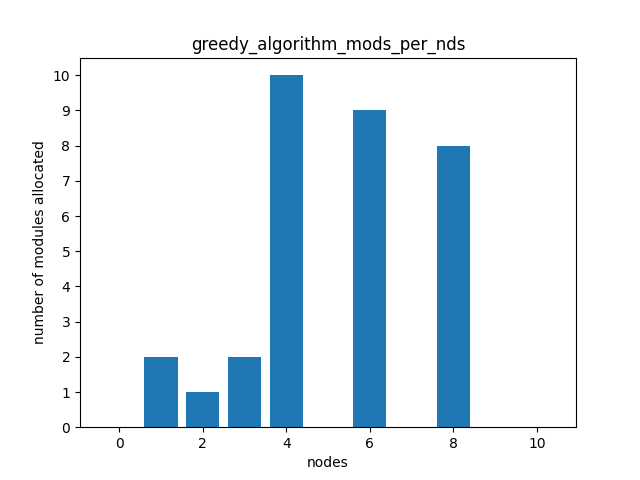 greedy_algorithm_mods_per_nds
number of modules allocated
10
9
8
7
6
5
4
3
2
1
0
0 2 4 6 8 10
nodes